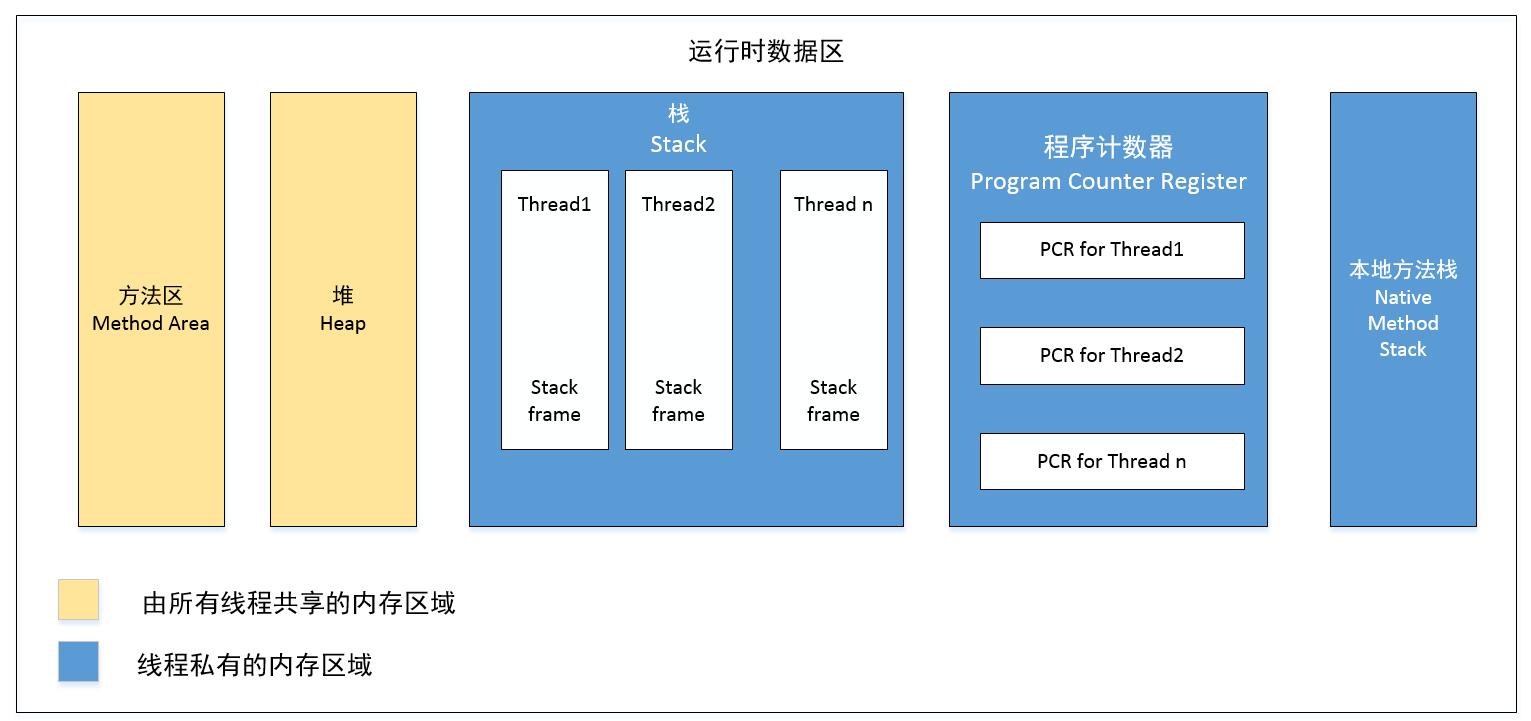 运行时数据区
方法区
Method Area
堆
Heap
栈
Stack
Thread1
Stack
frame
Thread2
Stack
frame
Thread n
Stack
frame
程序计数器
Program Counter Register
PCR for Thread1
PCR for Thread2
PCR for Thread n
本地方法栈
Native
Method
Stack
由所有线程共享的内存区域
线程私有的内存区域